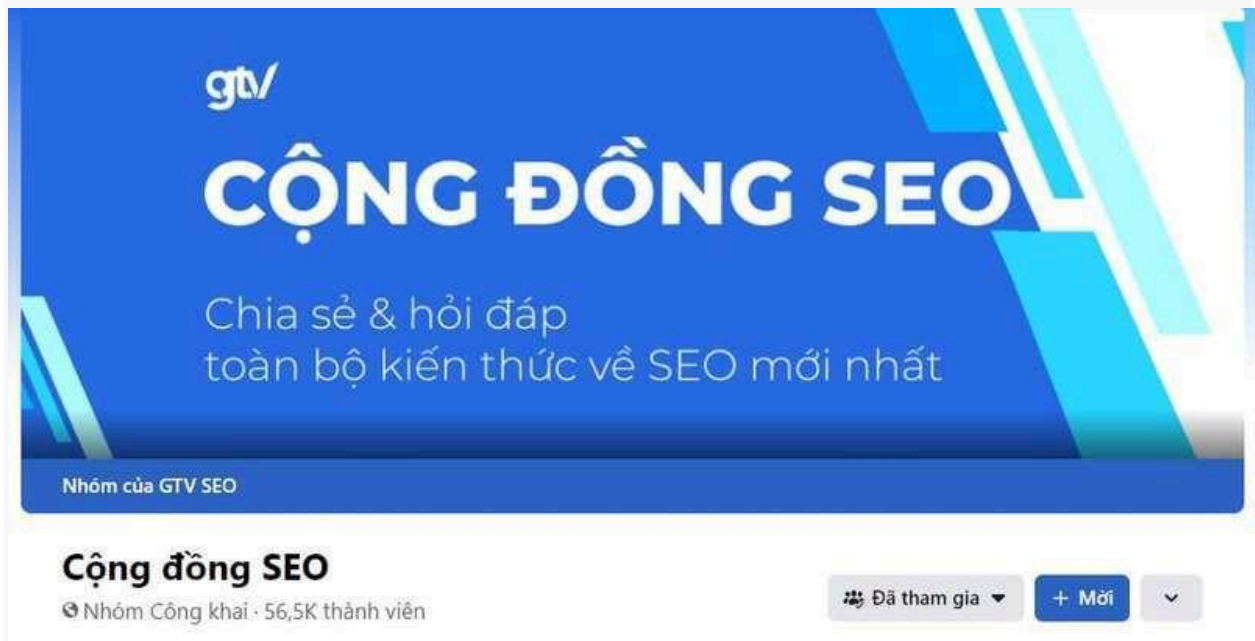 gtv
CỘNG ĐỒNG SEO
Chia sẻ & hỏi đáp
toàn bộ kiến thức về SEO mới nhất
Nhóm của GTV SEO
Cộng đồng SEO
Nhóm Công khai · 56,5K thành viên
Đã tham gia
+ Mời